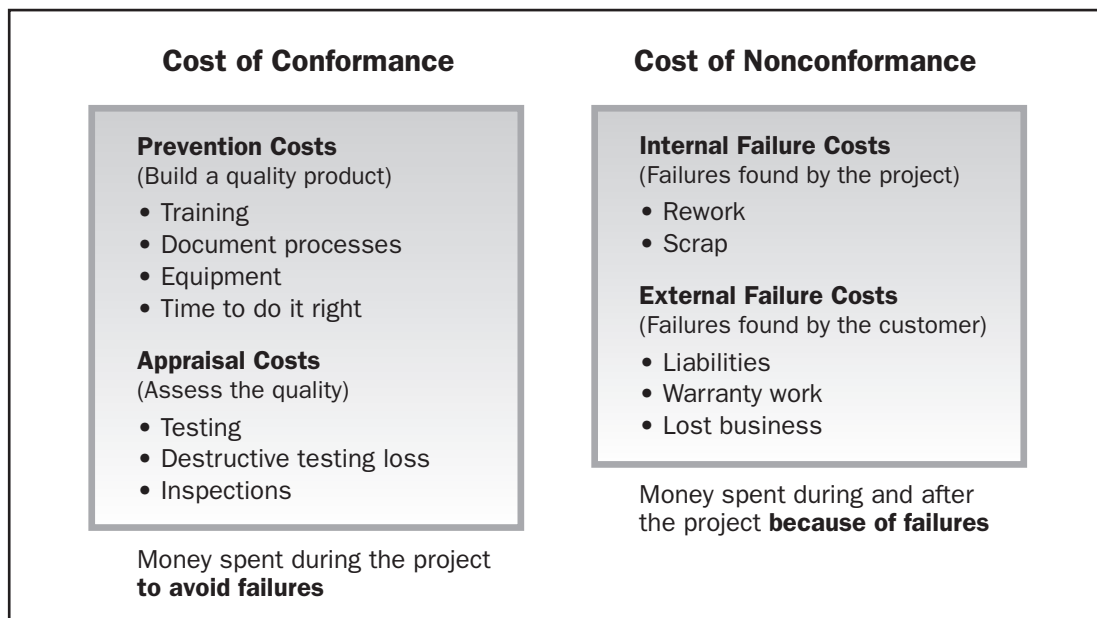 Cost of Conformance
Prevention Costs
(Build a quality product)
• Training
• Document processes
• Equipment
• Time to do it right
Appraisal Costs
(Assess the quality)
• Testing
• Destructive testing loss
• Inspections
Money spent during the project
to avoid failures
Cost of Nonconformance
Internal Failure Costs
(Failures found by the project)
• Rework
• Scrap
External Failure Costs
(Failures found by the customer)
• Liabilities
• Warranty work
• Lost business
Money spent during and after
the project because of failures